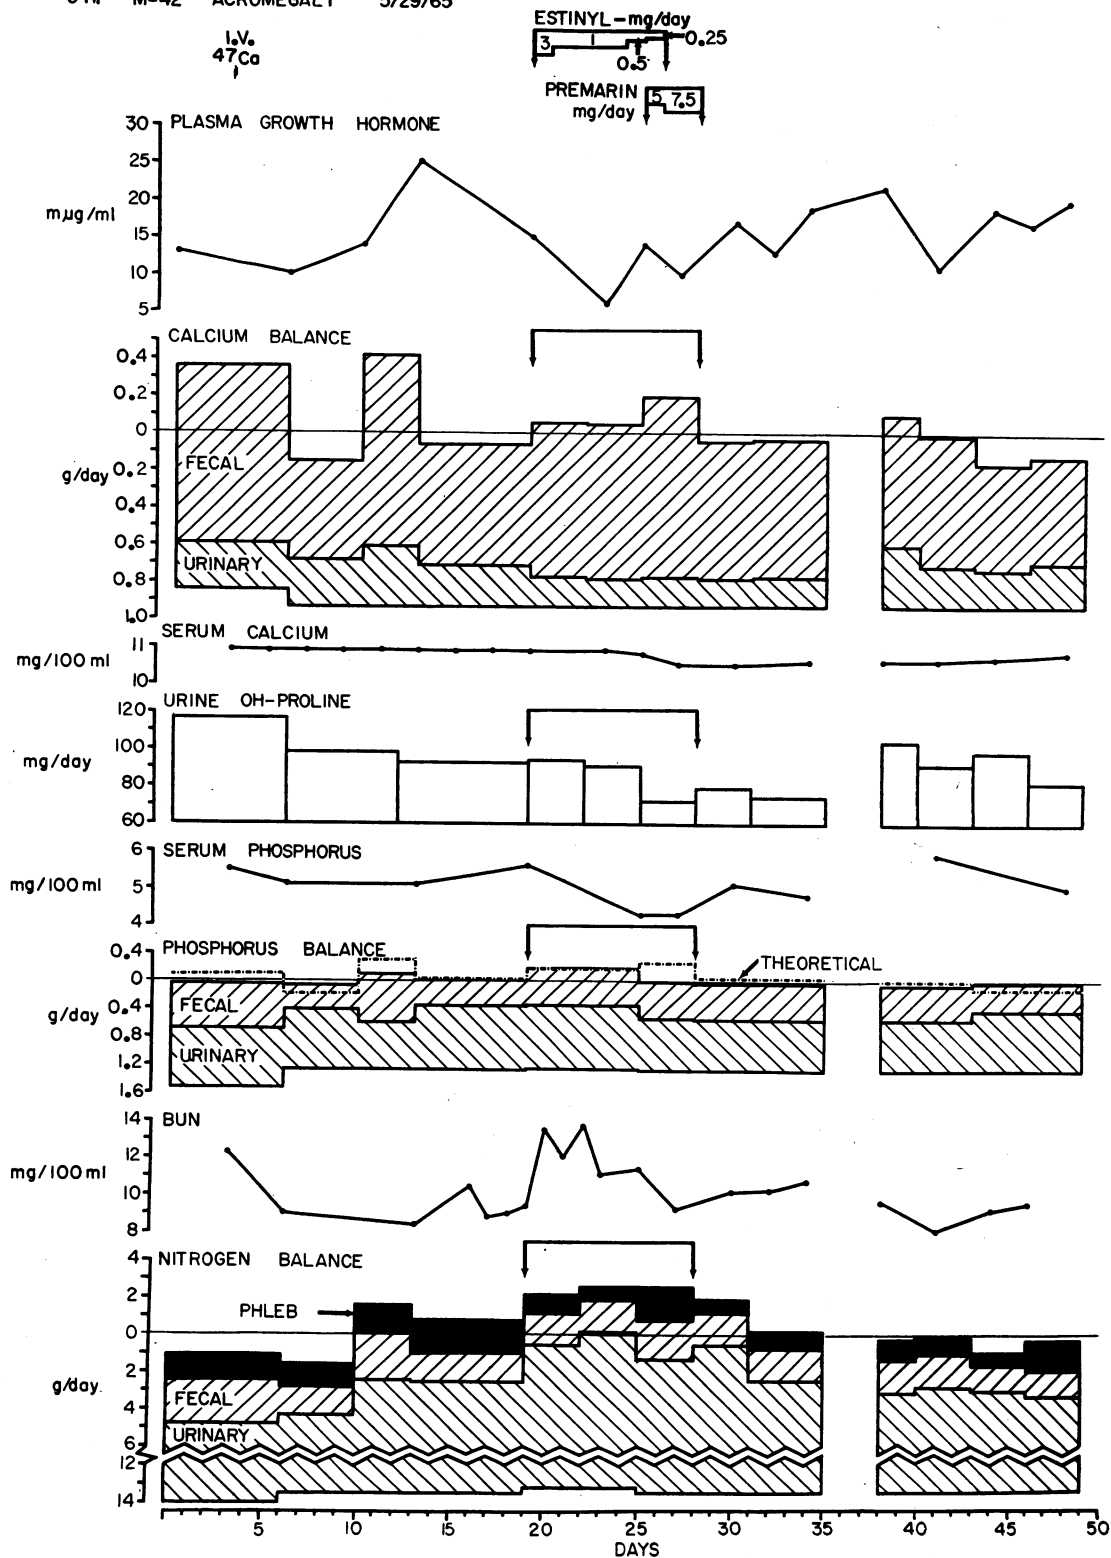 M-42 ACROMEGALY 5/29/65
I.V.
47Ca
ESTINYL-mg/day
3 1
0.25
0.5
PREMARIN
mg/day
5 7.5
PLASMA GROWTH HORMONE
mµg/ml
30
25
20
15
10
5
CALCIUM BALANCE
g/day
0.4
0.2
0
0.2
0.4
0.6
0.8
1.0
FECAL
URINARY
SERUM CALCIUM
mg/100 ml
11
10
URINE OH-PROLINE
mg/day
120
100
80
60
SERUM PHOSPHORUS
mg/100 ml
6
5
4
PHOSPHORUS BALANCE
THEORETICAL
g/day
0.4
0
0.4
0.8
1.2
1.6
FECAL
URINARY
BUN
mg/100 ml
14
12
10
8
NITROGEN BALANCE
PHLEB
g/day
4
2
0
2
4
6
12
14
FECAL
URINARY
5 10 15 20 25 30 35 40 45 50
DAYS